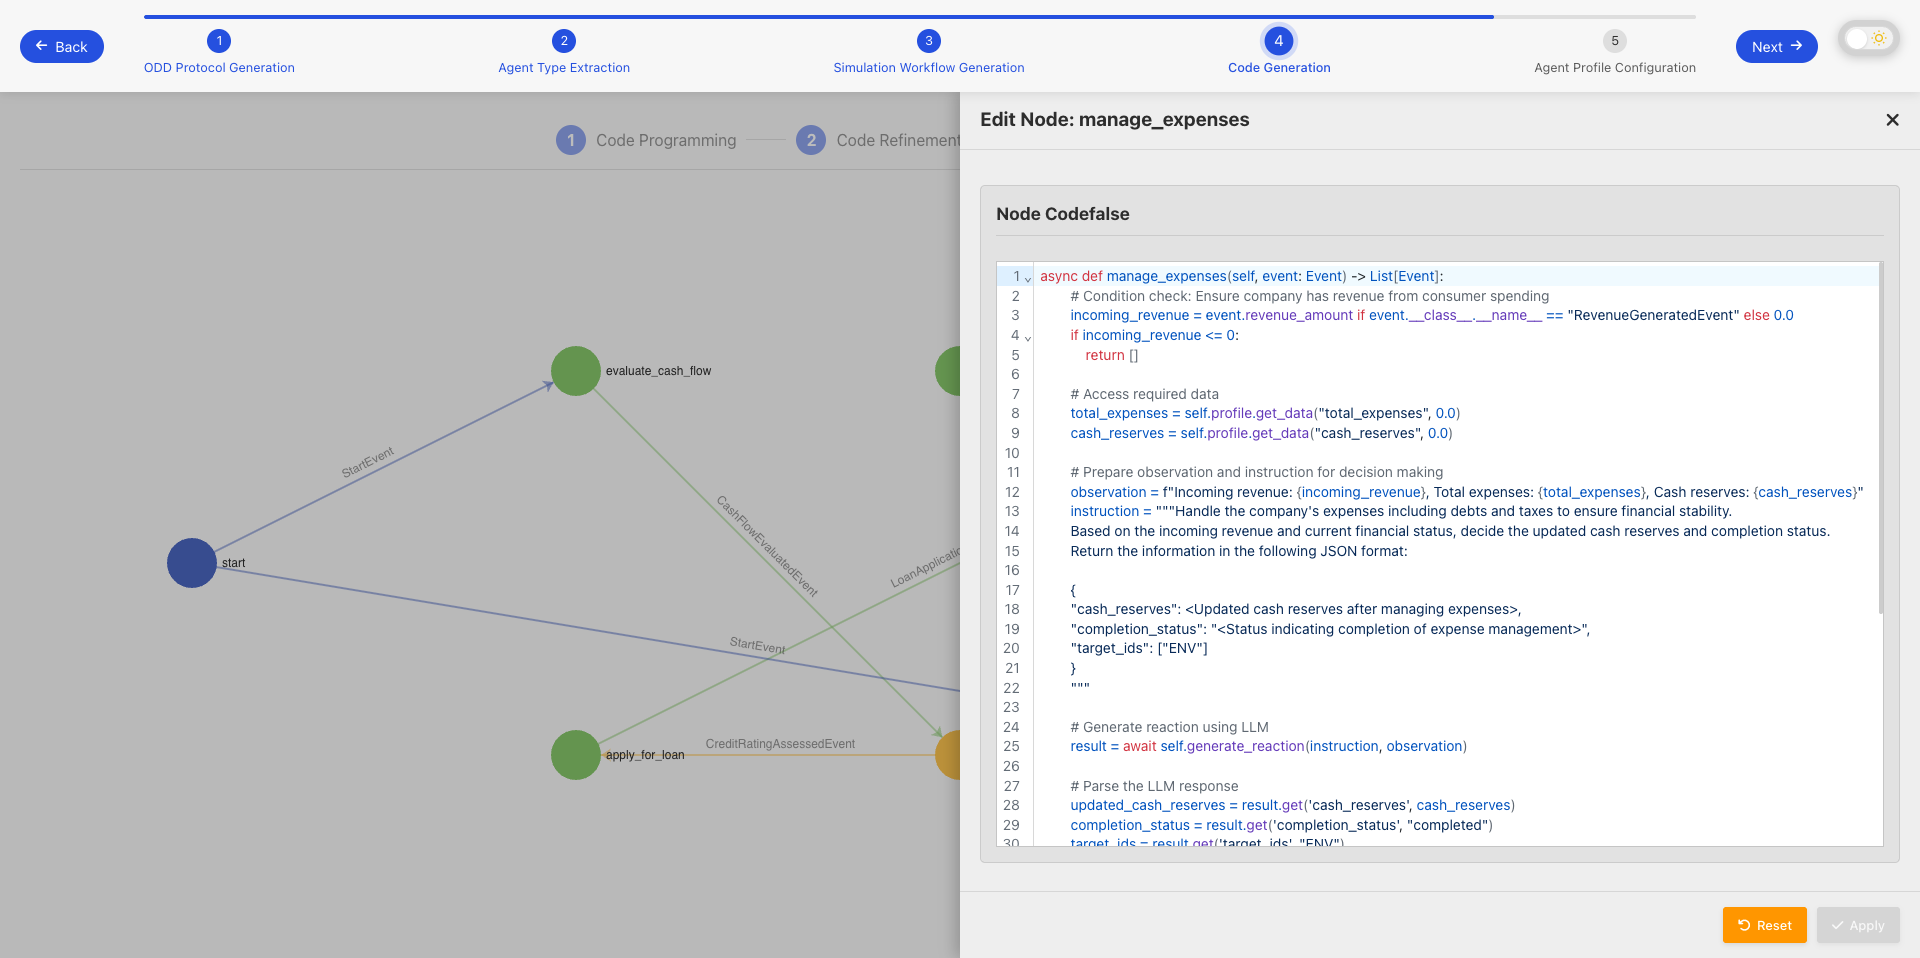 Back
1
ODD Protocol Generation
2
Agent Type Extraction
3
Simulation Workflow Generation
4
Code Generation
5
Agent Profile Configuration
Next
1 Code Programming
2 Code Refinement
evaluate_cash_flow
StartEvent
CashFlowEvaluatedEvent
start
LoanApplicatio
StartEvent
CreditRatingAssessedEvent
apply_for_loan
Edit Node: manage_expenses
Node Codefalse
1 async def manage_expenses(self, event: Event) -> List[Event]:
2 # Condition check: Ensure company has revenue from consumer spending
3 incoming_revenue = event.revenue_amount if event.__class__.__name__ == "RevenueGeneratedEvent" else 0.0
4 if incoming_revenue <= 0:
5 return []
6
7 # Access required data
8 total_expenses = self.profile.get_data("total_expenses", 0.0)
9 cash_reserves = self.profile.get_data("cash_reserves", 0.0)
10
11 # Prepare observation and instruction for decision making
12 observation = f"Incoming revenue: {incoming_revenue}, Total expenses: {total_expenses}, Cash reserves: {cash_reserves}"
13 instruction = """Handle the company's expenses including debts and taxes to ensure financial stability.
14 Based on the incoming revenue and current financial status, decide the updated cash reserves and completion status.
15 Return the information in the following JSON format:
16
17 {
18 "cash_reserves": <Updated cash reserves after managing expenses>,
19 "completion_status": "<Status indicating completion of expense management>",
20 "target_ids": ["ENV"]
21 }
22 """
23
24 # Generate reaction using LLM
25 result = await self.generate_reaction(instruction, observation)
26
27 # Parse the LLM response
28 updated_cash_reserves = result.get('cash_reserves', cash_reserves)
29 completion_status = result.get('completion_status', "completed")
30 target_ids = result.get('target_ids', "ENV")
Reset
Apply